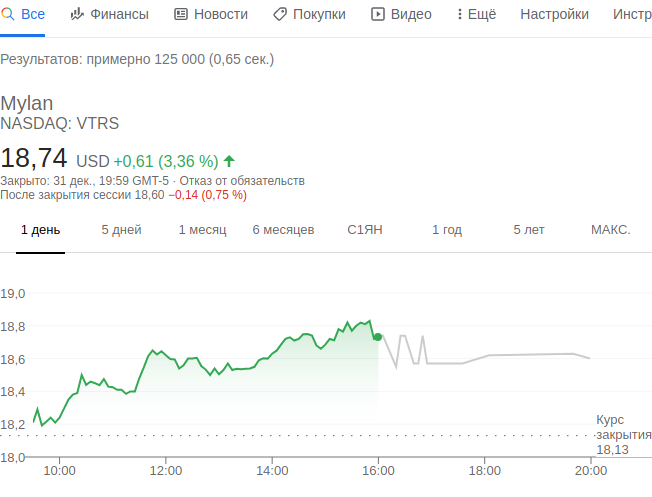 Все Финансы Новости Покупки Видео Ещё Настройки Инстр
Результатов: примерно 125 000 (0,65 сек.)
Mylan
NASDAQ: VTRS
18,74 USD +0,61 (3,36 %)
Закрыто: 31 дек., 19:59 GMT-5 · Отказ от обязательств
После закрытия сессии 18,60 −0,14 (0,75 %)
1 день 5 дней 1 месяц 6 месяцев С1ЯН 1 год 5 лет МАКС.
19,0
18,8
18,6
18,4
18,2
Курс
закрытия
18,13
18,0
10:00 12:00 14:00 16:00 18:00 20:00